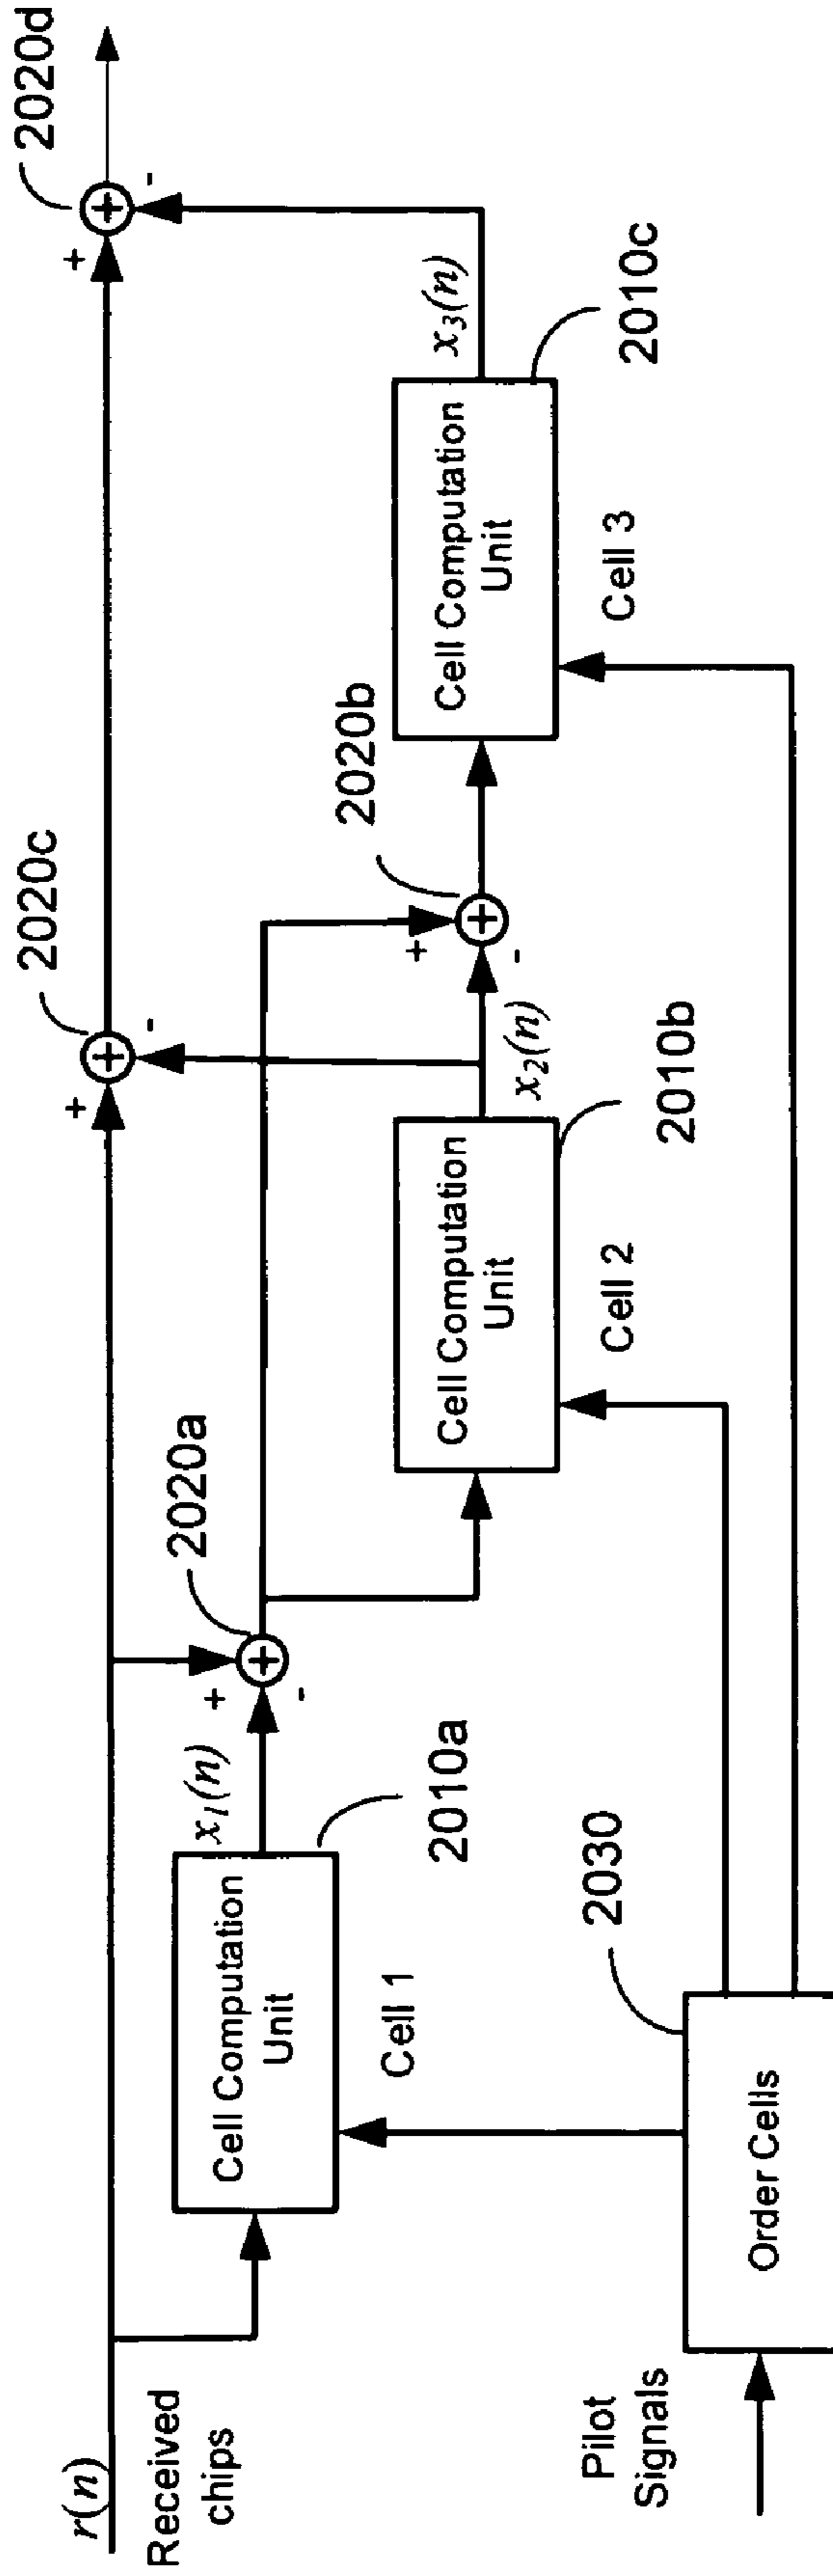 r(n)
Received
chips
Cell Computation
Unit
Cell 1
x₁(n)
2010a
+
-
2020a
Cell Computation
Unit
Cell 2
x₂(n)
2010b
+
-
2020c
+
-
2020b
Cell Computation
Unit
Cell 3
x₃(n)
2010c
+
-
2020d
Pilot
Signals
Order Cells
2030